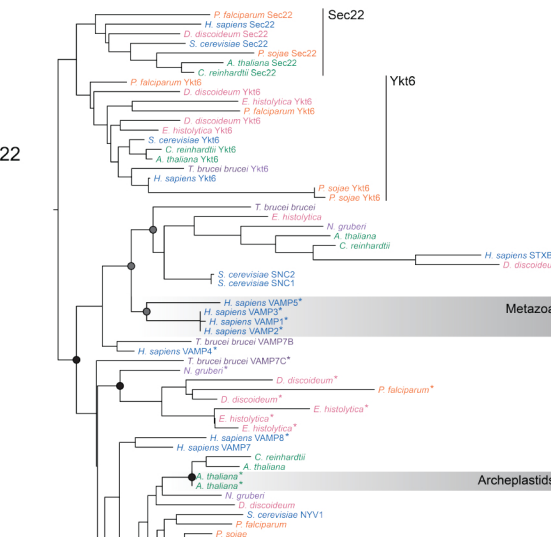 P. falciparum Sec22
Sec22
H. sapiens Sec22
D. discoideum Sec22
S. cerevisiae Sec22
P. sojae Sec22
A. thaliana Sec22
C. reinhardtii Sec22
P. falciparum Ykt6
Ykt6
D. discoideum Ykt6
E. histolytica Ykt6
P. falciparum Ykt6
D. discoideum Ykt6
E. histolytica Ykt6
S. cerevisiae Ykt6
C. reinhardtii Ykt6
22
A. thaliana Ykt6
T. brucei brucei Ykt6
H. sapiens Ykt6
P. sojae Ykt6
P. sojae Ykt6
T. brucei brucei
E. histolytica
N. gruberi
A. thaliana
C. reinhardtii
H. sapiens STXB
D. discoideu
S. cerevisiae SNC2
S. cerevisiae SNC1
H. sapiens VAMP5*
Metazoa
H. sapiens VAMP3*
H. sapiens VAMP1*
H. sapiens VAMP2*
T. brucei brucei VAMP7B
H. sapiens VAMP4*
T. brucei brucei VAMP7C*
N. gruberi*
D. discoideum*
P. falciparum*
D. discoideum*
E. histolytica*
E. histolytica*
E. histolytica*
H. sapiens VAMP8*
H. sapiens VAMP7
C. reinhardtii
A. thaliana
A. thaliana*
Archeplastids
A. thaliana*
N. gruberi
D. discoideum
S. cerevisiae NYV1
P. falciparum
P. sojae